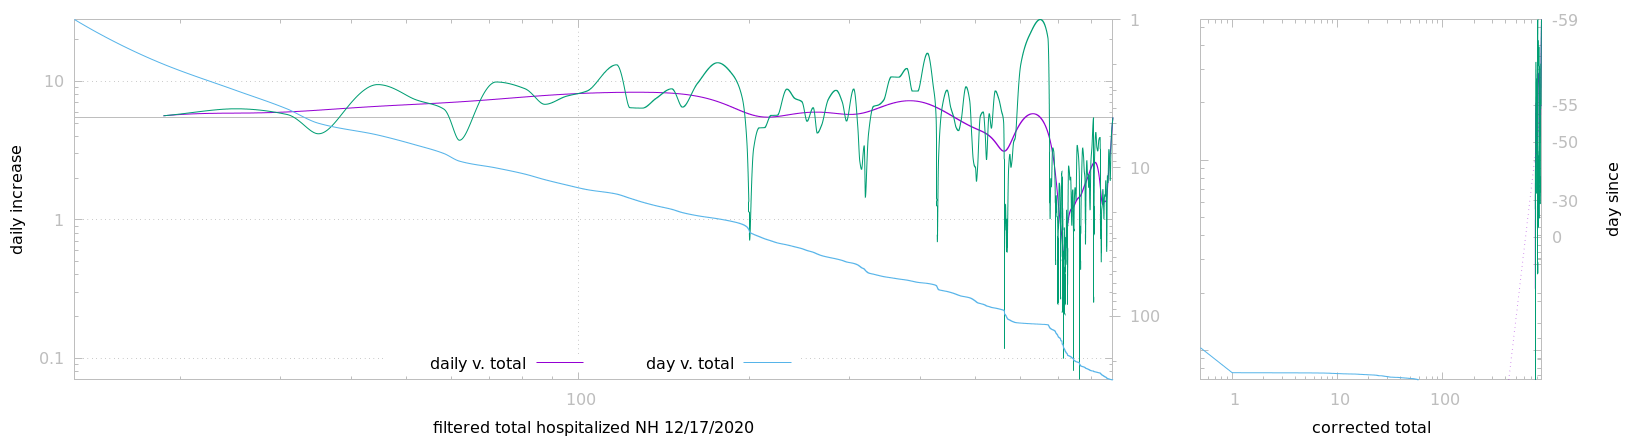 daily increase
10
1
0.1
100
filtered total hospitalized NH 12/17/2020
daily v. total
day v. total
1
10
100
1
10
100
corrected total
-59
-55
-50
-30
0
day since